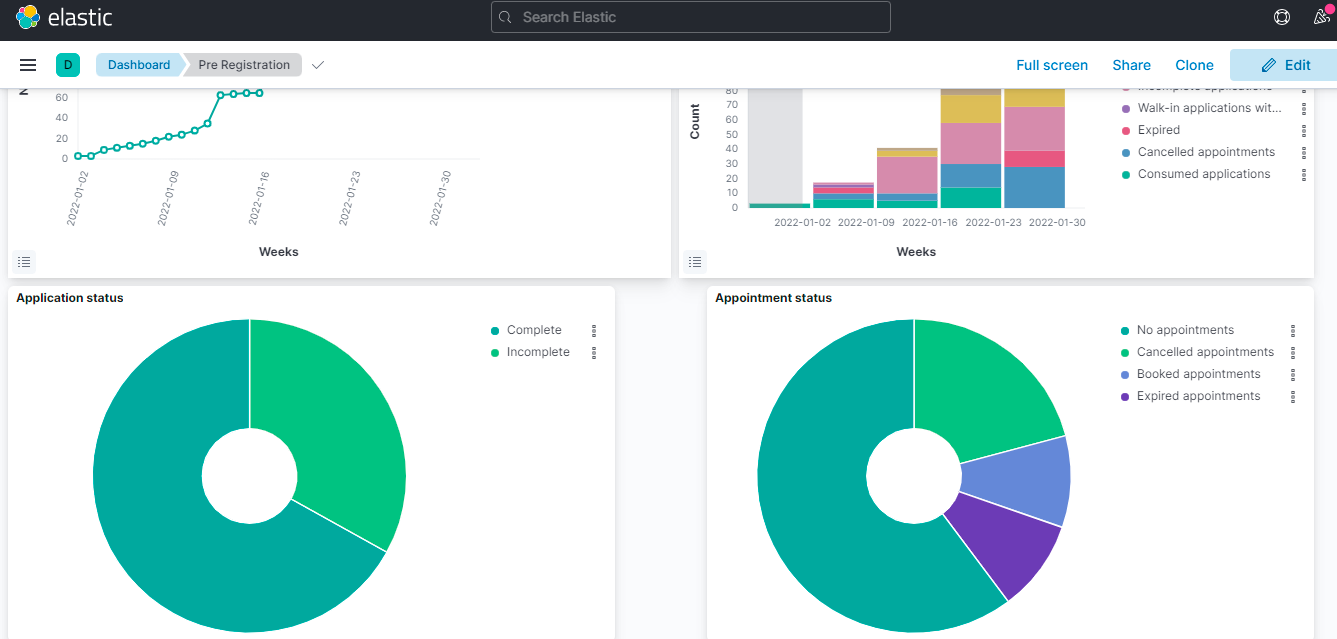 elastic
Search Elastic
D
Dashboard
Pre Registration
Full screen
Share
Clone
Edit
60
40
20
0
2022-01-02
2022-01-09
2022-01-16
2022-01-23
2022-01-30
Weeks
Count
80
70
60
50
40
30
20
10
0
2022-01-02
2022-01-09
2022-01-16
2022-01-23
2022-01-30
Weeks
Incomplete applications
Walk-in applications wit...
Expired
Cancelled appointments
Consumed applications
Application status
Complete
Incomplete
Appointment status
No appointments
Cancelled appointments
Booked appointments
Expired appointments